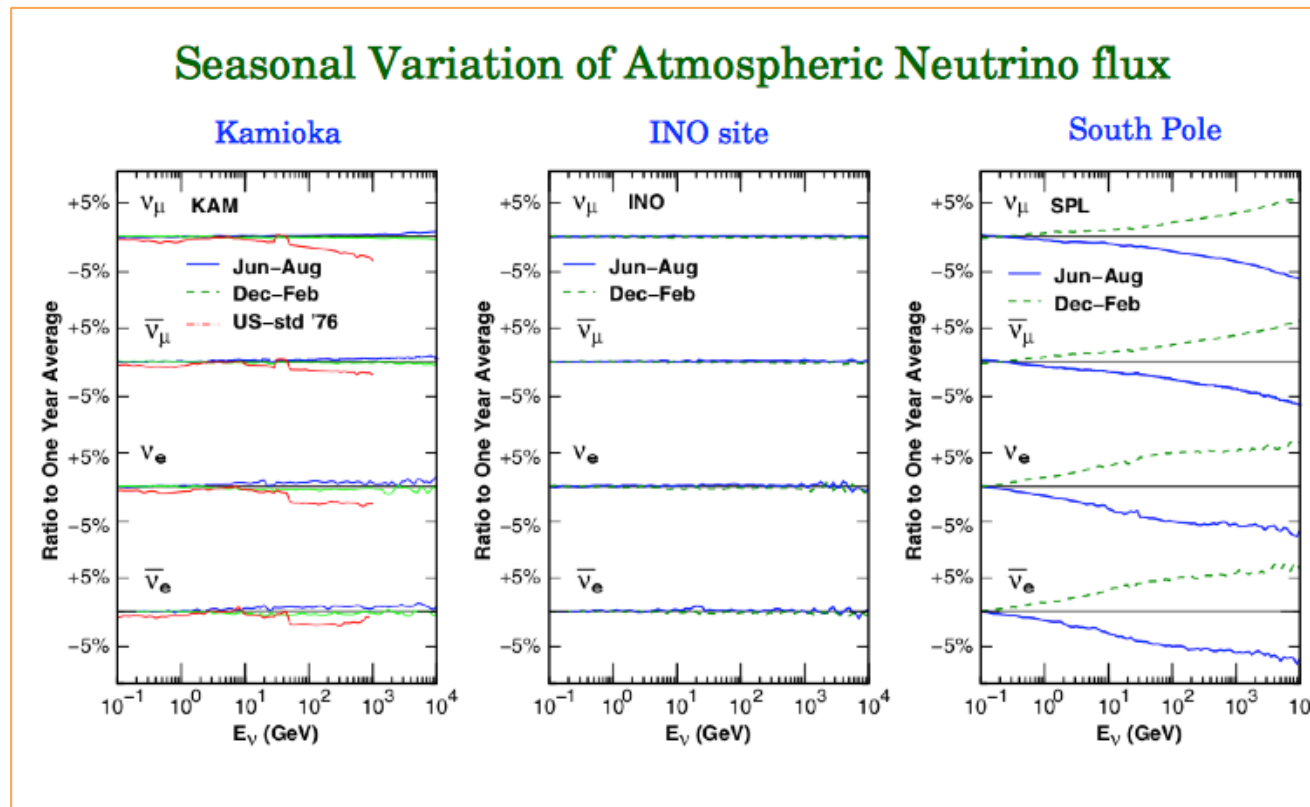 Seasonal Variation of Atmospheric Neutrino flux
Kamioka
INO site
South Pole
Ratio to One Year Average
+5%
−5%
+5%
−5%
+5%
−5%
+5%
−5%
νμ KAM
Jun−Aug
Dec−Feb
US−std '76
ν̅μ
νe
ν̅e
10⁻¹ 10⁰ 10¹ 10² 10³ 10⁴
Eν (GeV)
Ratio to One Year Average
+5%
−5%
+5%
−5%
+5%
−5%
+5%
−5%
νμ INO
Jun−Aug
Dec−Feb
ν̅μ
νe
ν̅e
10⁻¹ 10⁰ 10¹ 10² 10³ 10⁴
Eν (GeV)
Ratio to One Year Average
+5%
−5%
+5%
−5%
+5%
−5%
+5%
−5%
νμ SPL
Jun−Aug
Dec−Feb
ν̅μ
νe
ν̅e
10⁻¹ 10⁰ 10¹ 10² 10³
Eν (GeV)